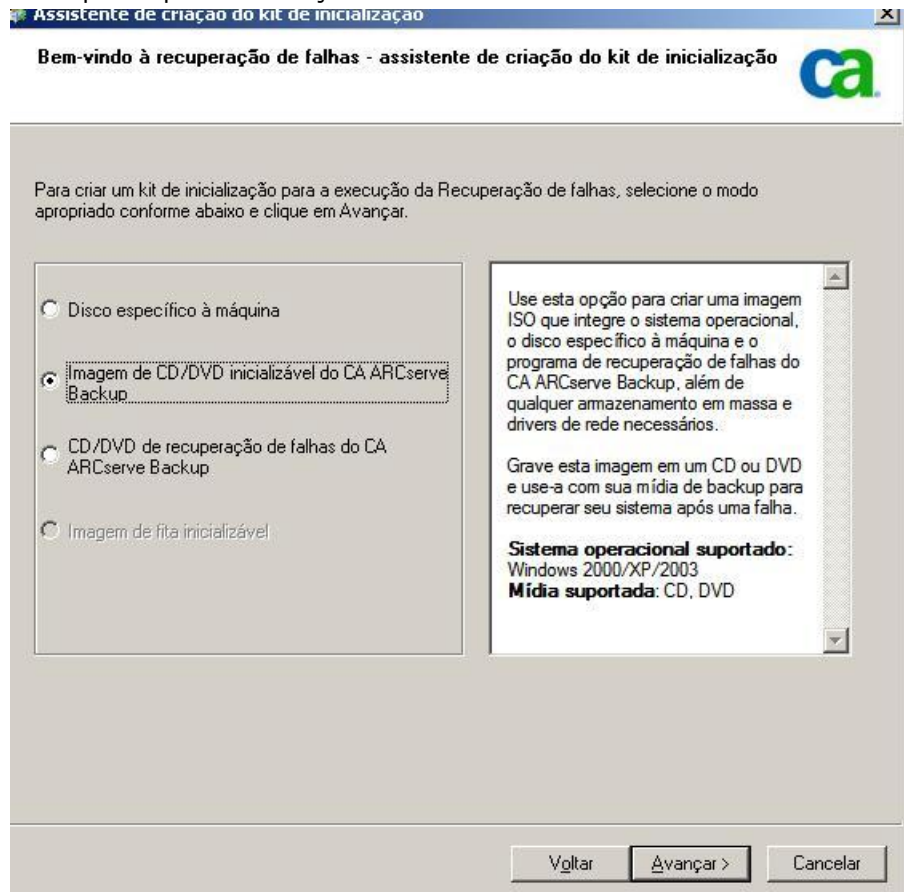 Assistente de criação do kit de inicialização
Bem-vindo à recuperação de falhas - assistente de criação do kit de inicialização
ca
Para criar um kit de inicialização para a execução da Recuperação de falhas, selecione o modo
apropriado conforme abaixo e clique em Avançar.
Disco específico à máquina
Imagem de CD/DVD inicializável do CA ARCserve
Backup
CD/DVD de recuperação de falhas do CA
ARCserve Backup
Imagem de fita inicializável
Use esta opção para criar uma imagem
ISO que integre o sistema operacional,
o disco específico à máquina e o
programa de recuperação de falhas do
CA ARCserve Backup, além de
qualquer armazenamento em massa e
drivers de rede necessários.
Grave esta imagem em um CD ou DVD
e use-a com sua mídia de backup para
recuperar seu sistema após uma falha.
Sistema operacional suportado:
Windows 2000/XP/2003
Mídia suportada: CD, DVD
Voltar
Avançar >
Cancelar